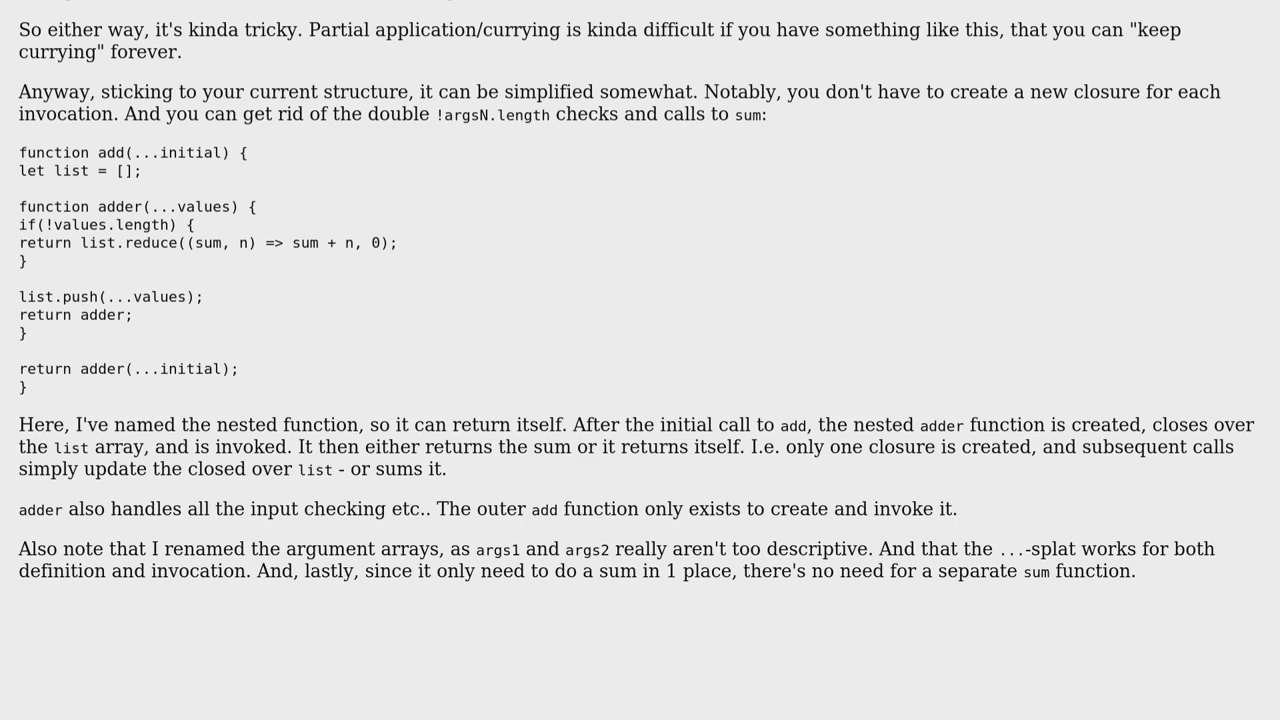 So either way, it's kinda tricky. Partial application/currying is kinda difficult if you have something like this, that you can "keep
currying" forever.
Anyway, sticking to your current structure, it can be simplified somewhat. Notably, you don't have to create a new closure for each
invocation. And you can get rid of the double !argsN.length checks and calls to sum:
function add(...initial) {
let list = [];
function adder(...values) {
if(!values.length) {
return list.reduce((sum, n) => sum + n, 0);
}
list.push(...values);
return adder;
}
return adder(...initial);
}
Here, I've named the nested function, so it can return itself. After the initial call to add, the nested adder function is created, closes over
the list array, and is invoked. It then either returns the sum or it returns itself. I.e. only one closure is created, and subsequent calls
simply update the closed over list - or sums it.
adder also handles all the input checking etc.. The outer add function only exists to create and invoke it.
Also note that I renamed the argument arrays, as args1 and args2 really aren't too descriptive. And that the ...-splat works for both
definition and invocation. And, lastly, since it only need to do a sum in 1 place, there's no need for a separate sum function.